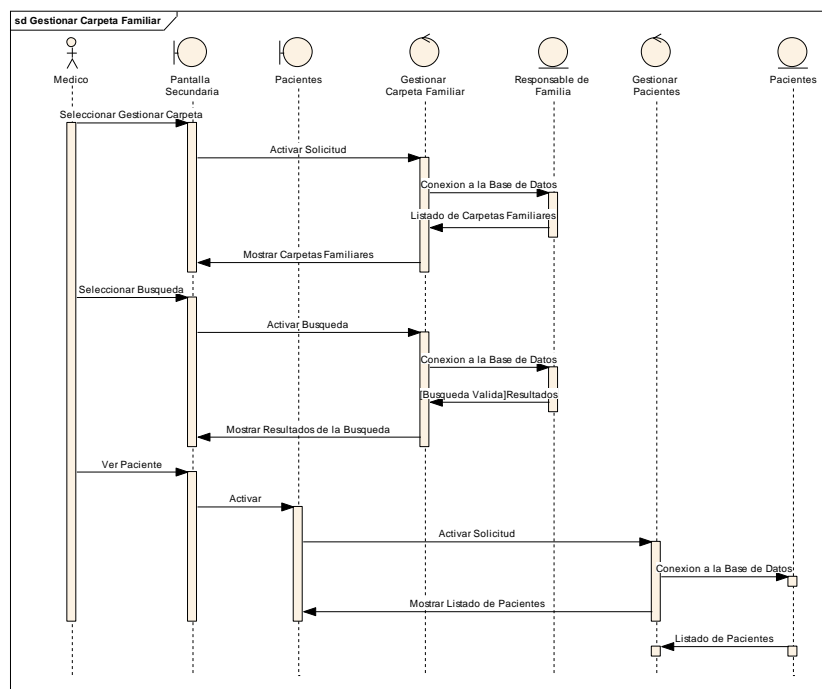 sd Gestionar Carpeta Familiar
Medico
Pantalla
Secundaria
Pacientes
Gestionar
Carpeta Familiar
Responsable de
Familia
Gestionar
Pacientes
Pacientes
Seleccionar Gestionar Carpeta
Activar Solicitud
Conexion a la Base de Datos
Listado de Carpetas Familiares
Mostrar Carpetas Familiares
Seleccionar Busqueda
Activar Busqueda
Conexion a la Base de Datos
[Busqueda Valida]Resultados
Mostrar Resultados de la Busqueda
Ver Paciente
Activar
Activar Solicitud
Conexion a la Base de Datos
Mostrar Listado de Pacientes
Listado de Pacientes